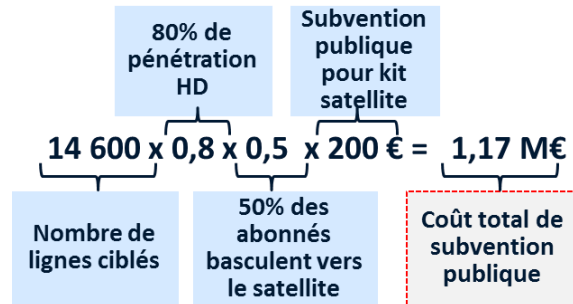 80% de
pénétration
HD
Subvention
publique
pour kit
satellite
14 600 x 0,8 x 0,5 x 200 € = 1,17 M€
Nombre de
lignes ciblés
50% des
abonnés
basculent vers
le satellite
Coût total de
subvention
publique